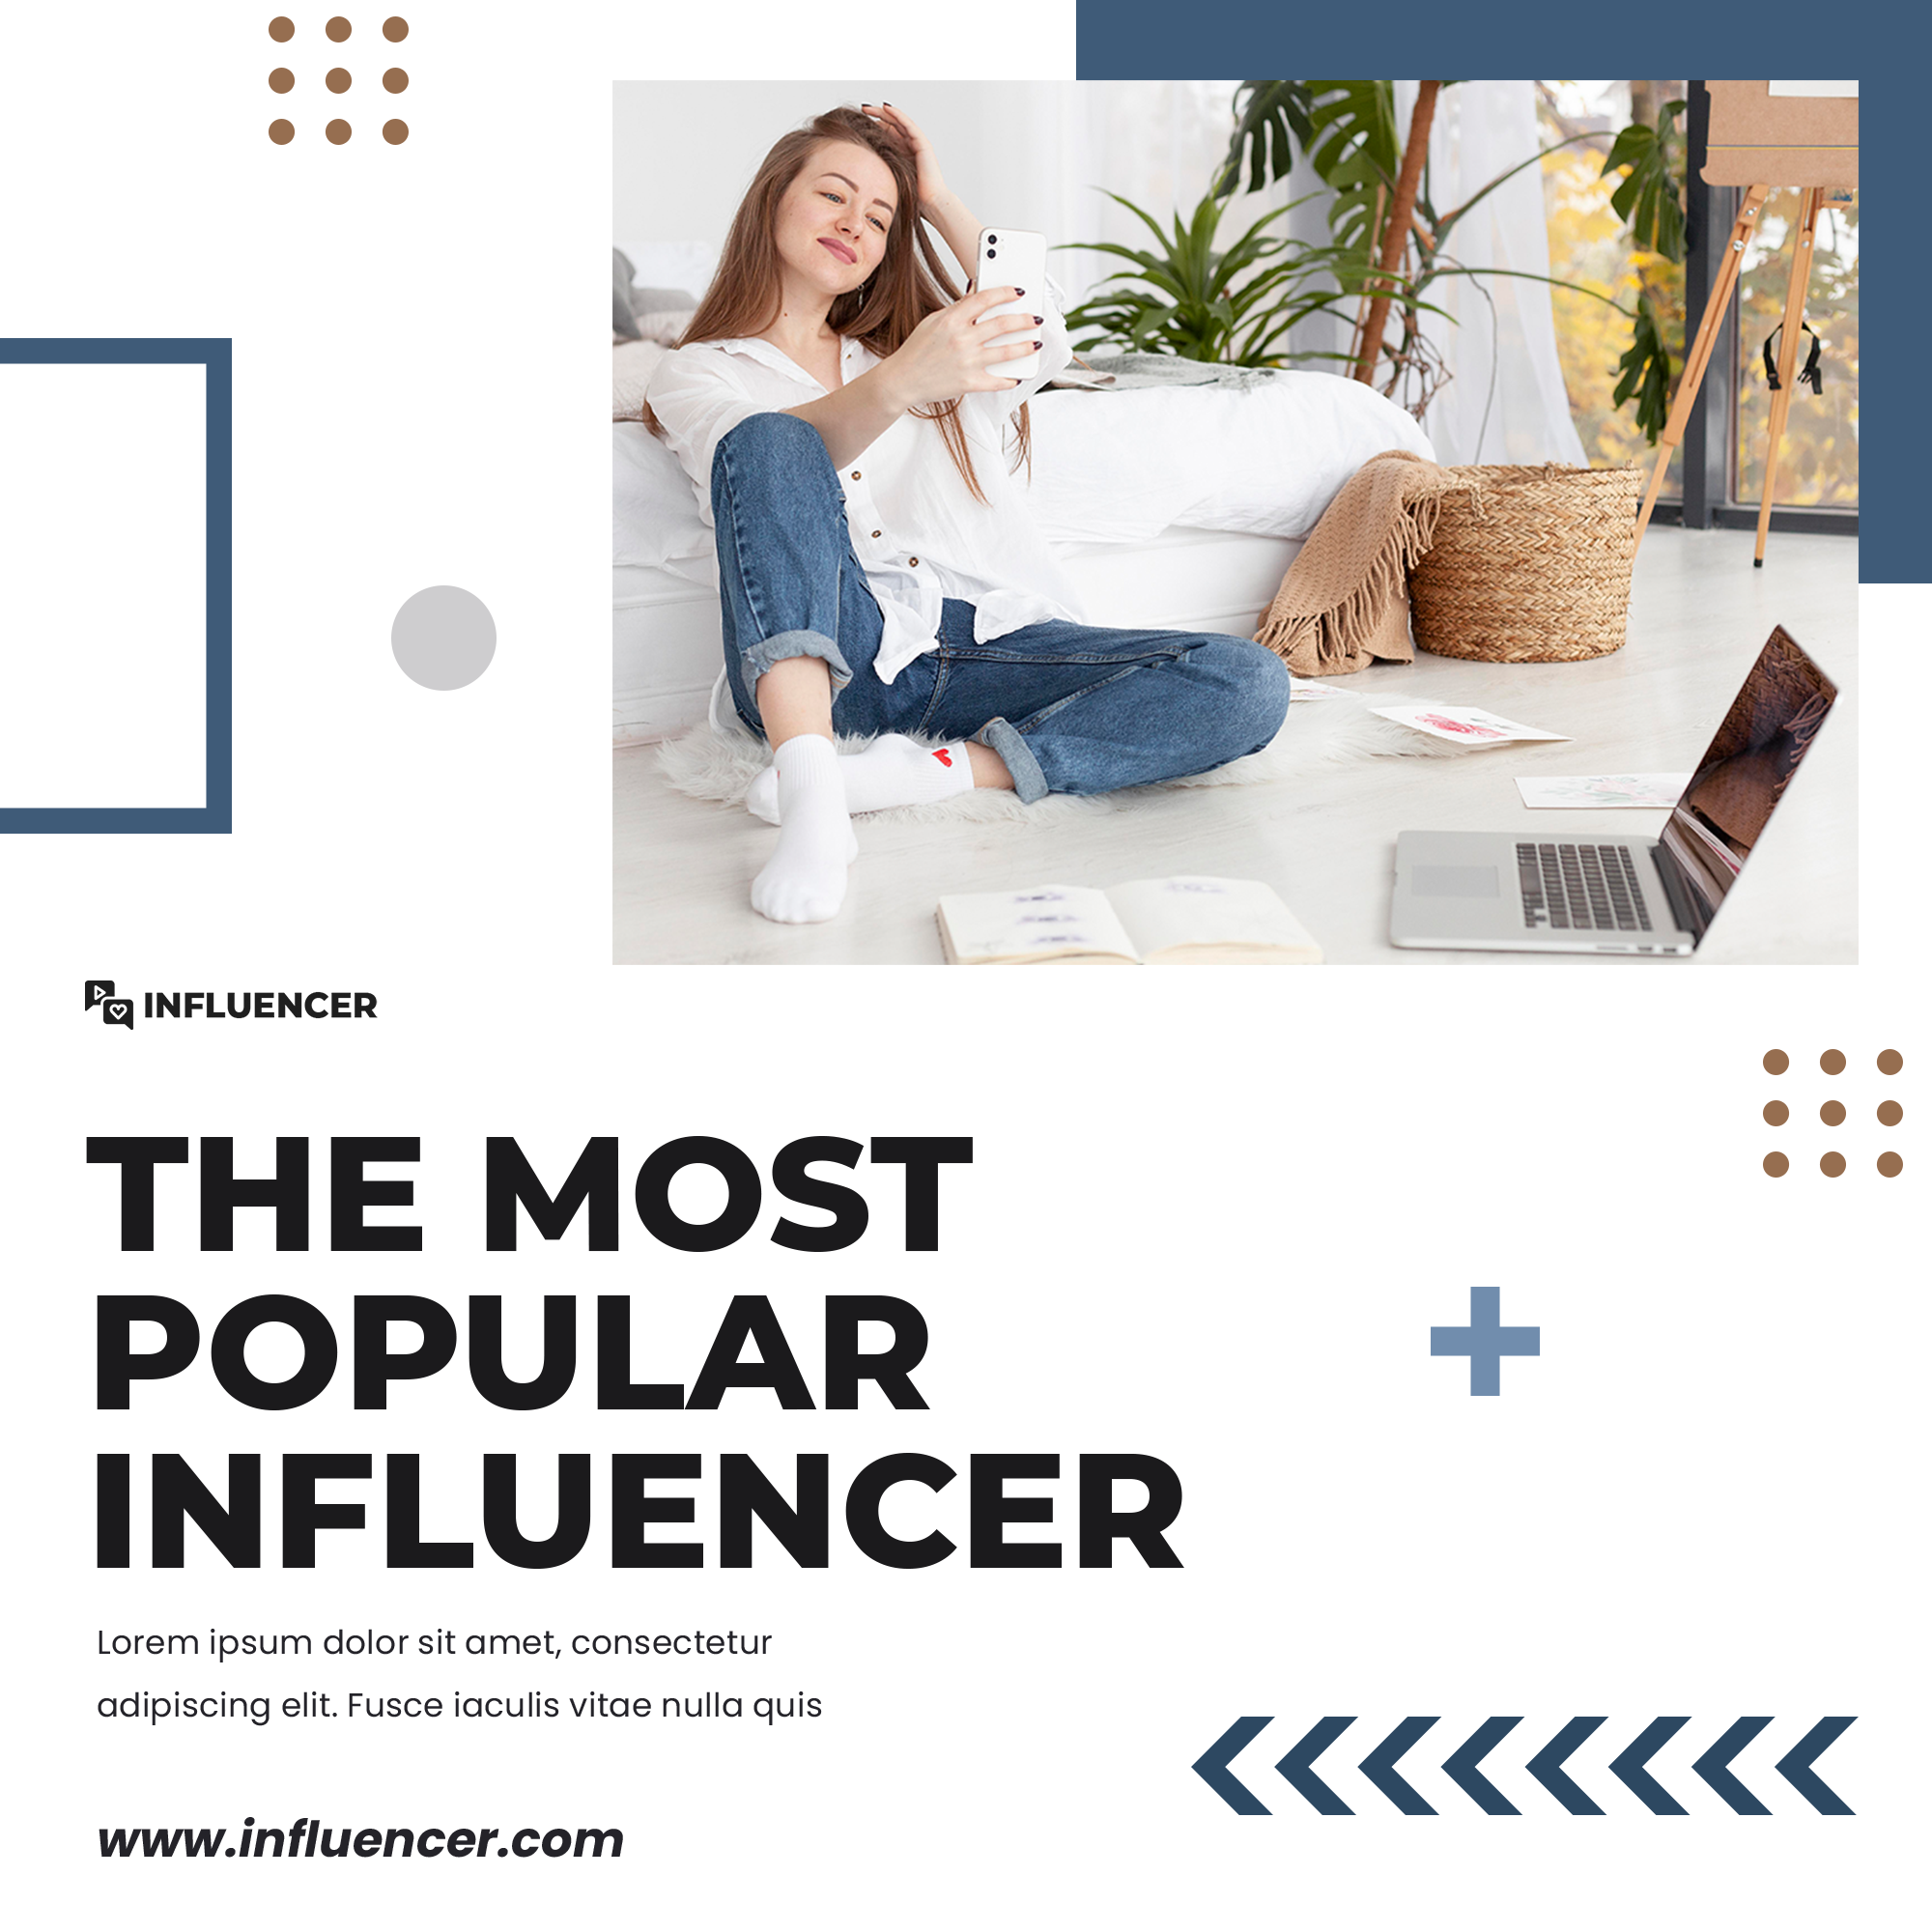 INFLUENCER
THE MOST
POPULAR
INFLUENCER
Lorem ipsum dolor sit amet, consectetur
adipiscing elit. Fusce iaculis vitae nulla quis
www.influencer.com